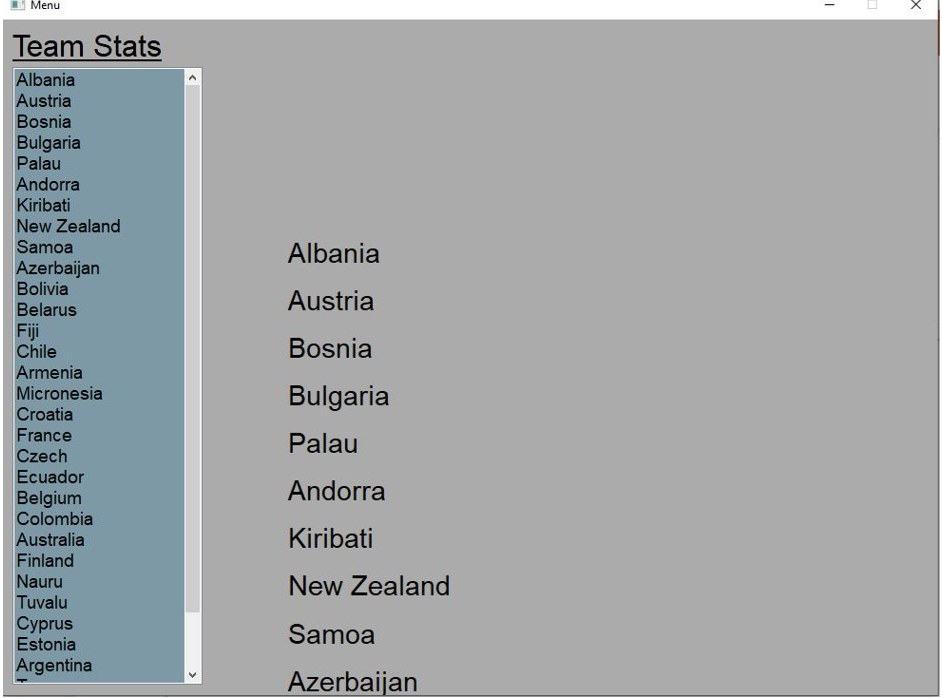 Menu
Team Stats
Albania
Austria
Bosnia
Bulgaria
Palau
Andorra
Kiribati
New Zealand
Samoa
Azerbaijan
Bolivia
Belarus
Fiji
Chile
Armenia
Micronesia
Croatia
France
Czech
Ecuador
Belgium
Colombia
Australia
Finland
Nauru
Tuvalu
Cyprus
Estonia
Argentina
Albania
Austria
Bosnia
Bulgaria
Palau
Andorra
Kiribati
New Zealand
Samoa
Azerbaijan